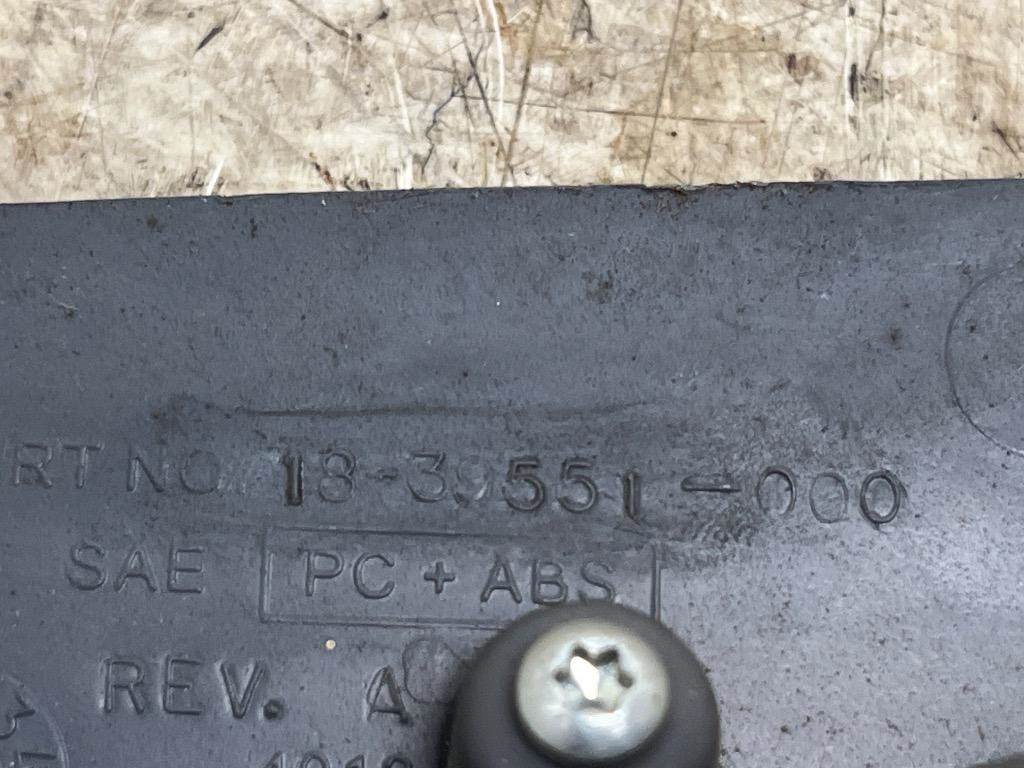 RT NO 18-39551-000
SAE PC + ABS
REV. A